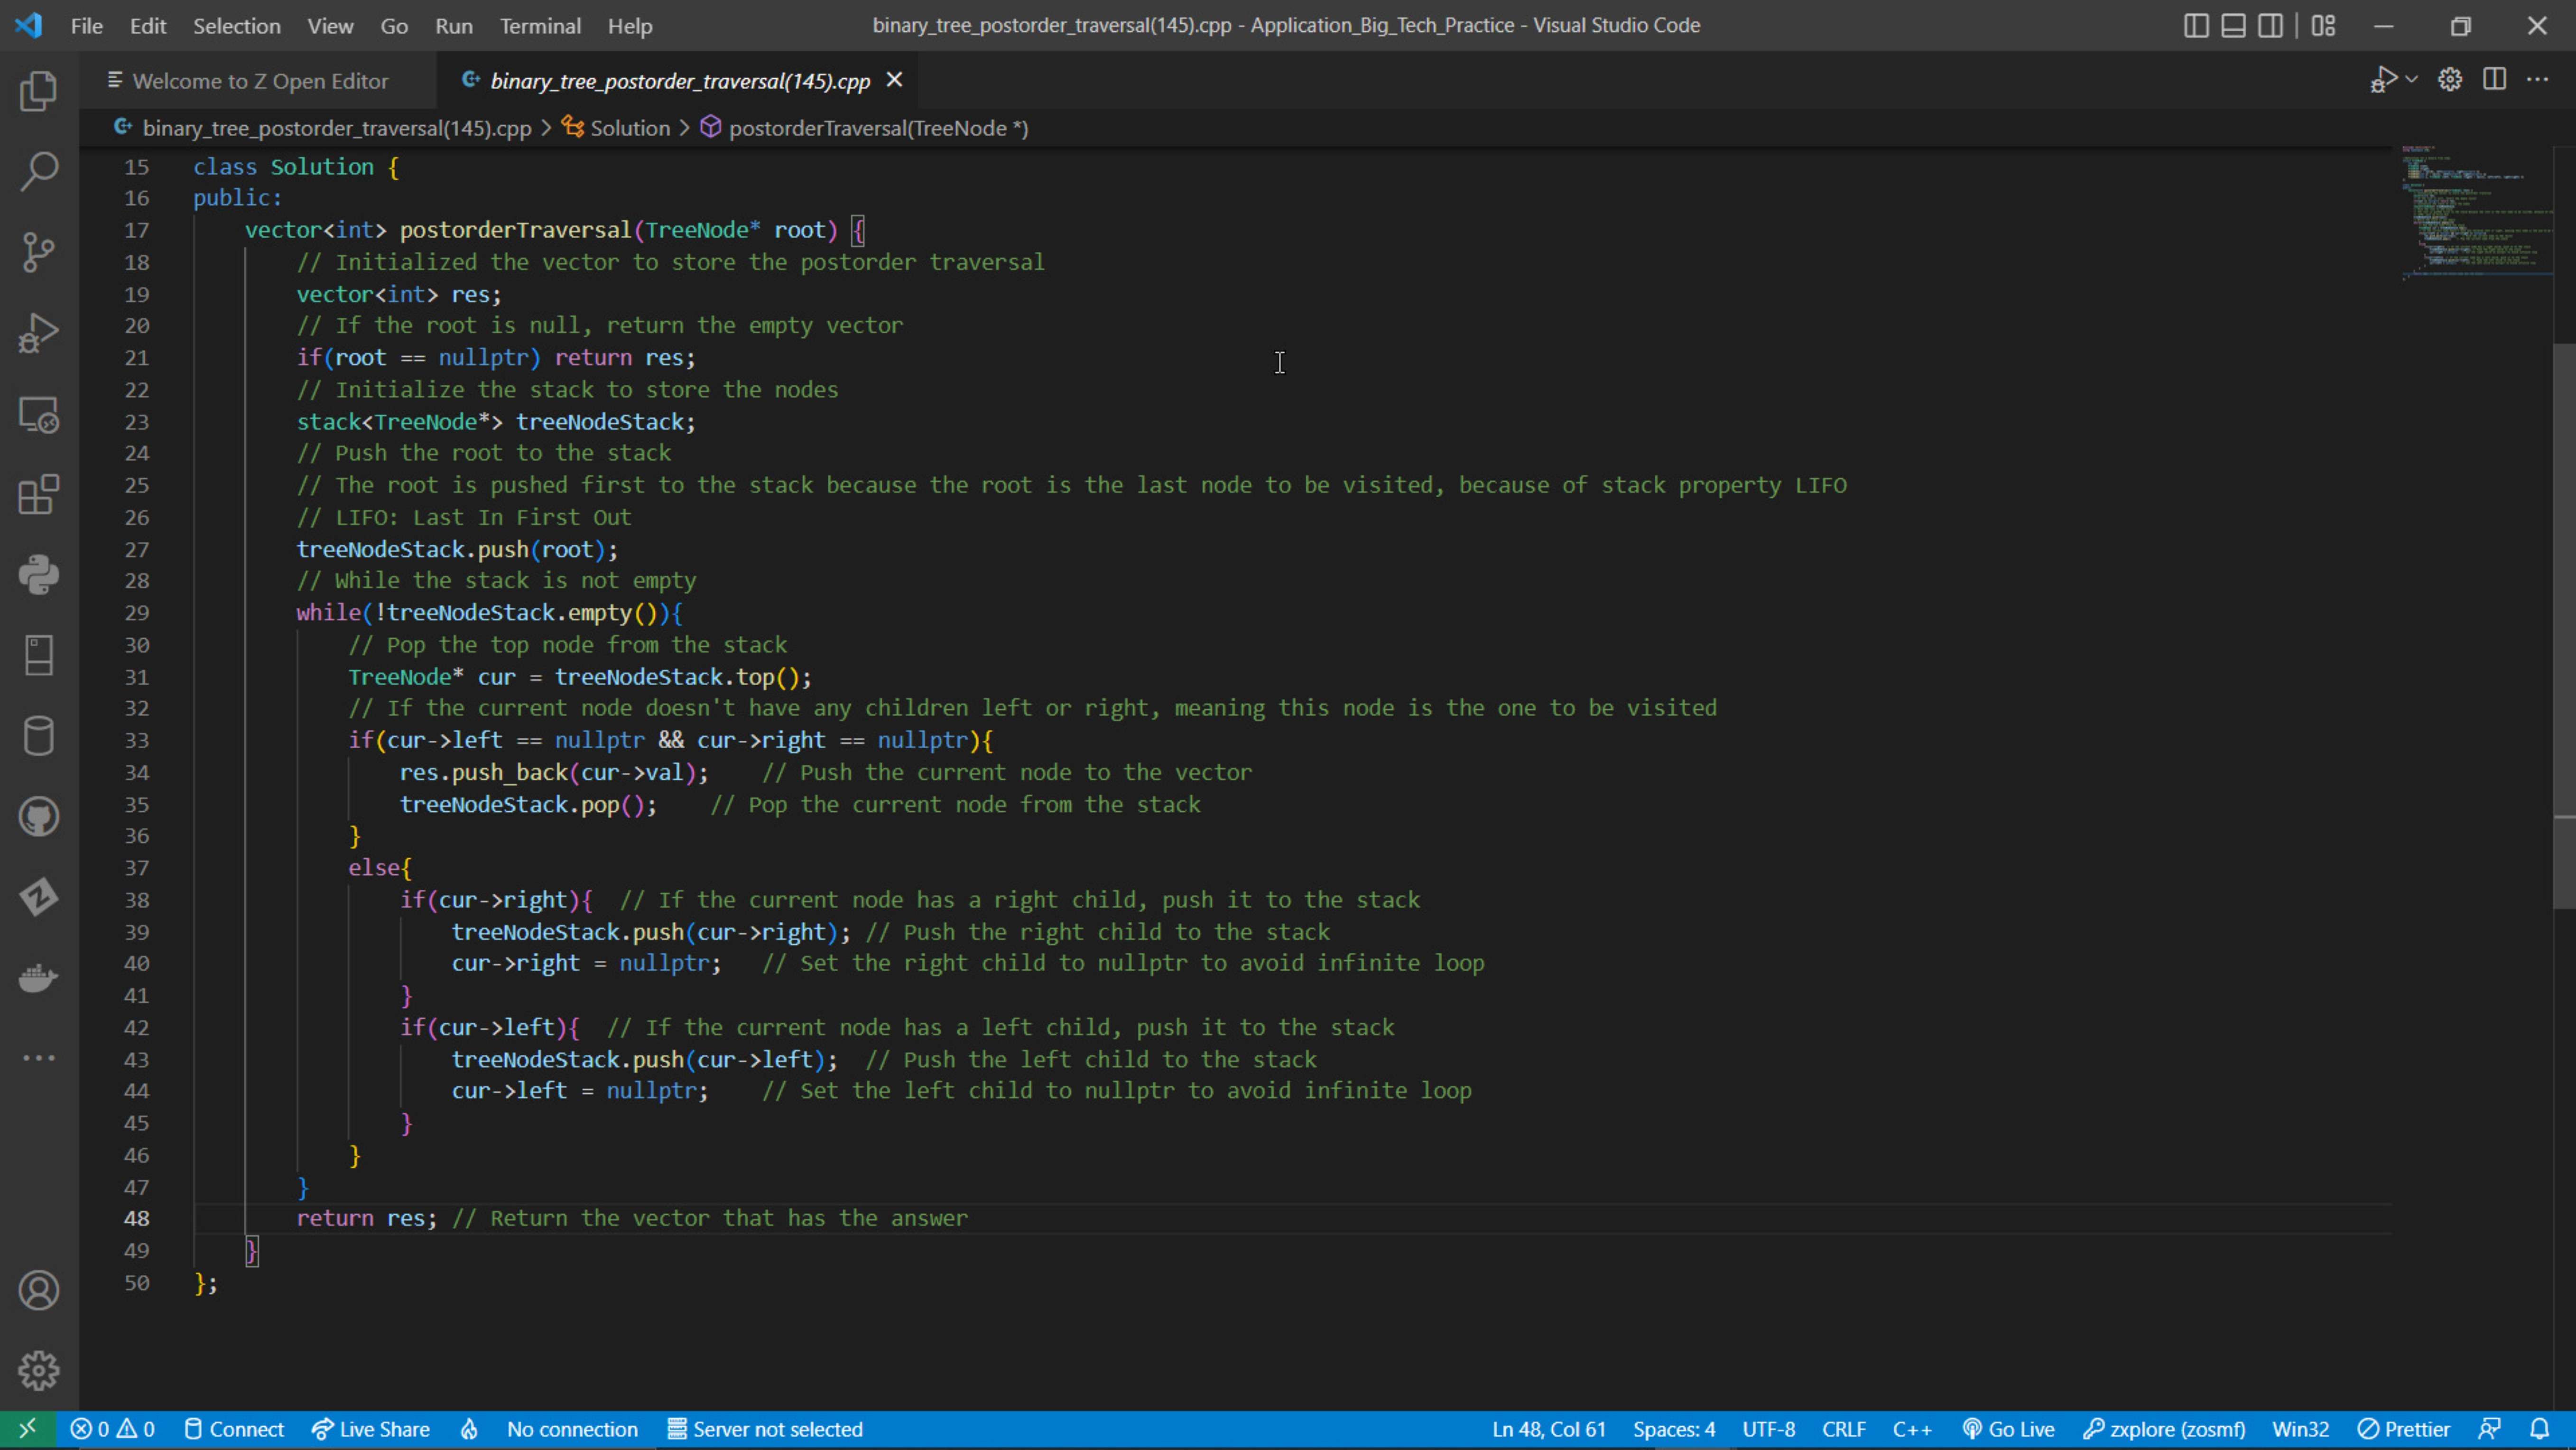 File Edit Selection View Go Run Terminal Help binary_tree_postorder_traversal(145).cpp - Application_Big_Tech_Practice - Visual Studio Code
Welcome to Z Open Editor binary_tree_postorder_traversal(145).cpp
binary_tree_postorder_traversal(145).cpp > Solution > postorderTraversal(TreeNode *)
15 class Solution {
16 public:
17 vector<int> postorderTraversal(TreeNode* root) {
18 // Initialized the vector to store the postorder traversal
19 vector<int> res;
20 // If the root is null, return the empty vector
21 if(root == nullptr) return res;
22 // Initialize the stack to store the nodes
23 stack<TreeNode*> treeNodeStack;
24 // Push the root to the stack
25 // The root is pushed first to the stack because the root is the last node to be visited, because of stack property LIFO
26 // LIFO: Last In First Out
27 treeNodeStack.push(root);
28 // While the stack is not empty
29 while(!treeNodeStack.empty()){
30 // Pop the top node from the stack
31 TreeNode* cur = treeNodeStack.top();
32 // If the current node doesn't have any children left or right, meaning this node is the one to be visited
33 if(cur->left == nullptr && cur->right == nullptr){
34 res.push_back(cur->val); // Push the current node to the vector
35 treeNodeStack.pop(); // Pop the current node from the stack
36 }
37 else{
38 if(cur->right){ // If the current node has a right child, push it to the stack
39 treeNodeStack.push(cur->right); // Push the right child to the stack
40 cur->right = nullptr; // Set the right child to nullptr to avoid infinite loop
41 }
42 if(cur->left){ // If the current node has a left child, push it to the stack
43 treeNodeStack.push(cur->left); // Push the left child to the stack
44 cur->left = nullptr; // Set the left child to nullptr to avoid infinite loop
45 }
46 }
47 }
48 return res; // Return the vector that has the answer
49 }
50 };
0 0 Connect Live Share No connection Server not selected Ln 48, Col 61 Spaces: 4 UTF-8 CRLF C++ Go Live zxplore (zosmf) Win32 Prettier